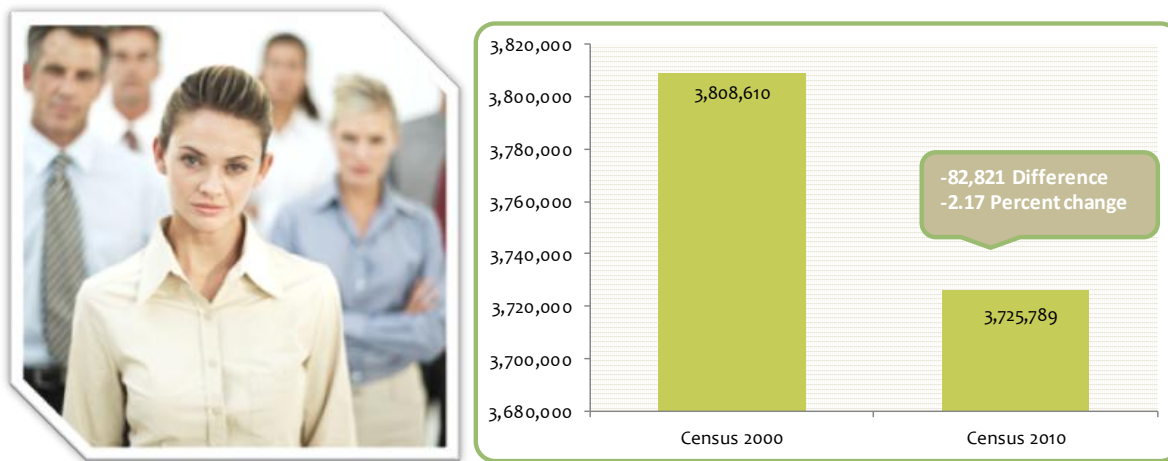 3,820,000
3,800,000
3,780,000
3,760,000
3,740,000
3,720,000
3,700,000
3,680,000
3,808,610
-82,821 Difference
-2.17 Percent change
3,725,789
Census 2000
Census 2010